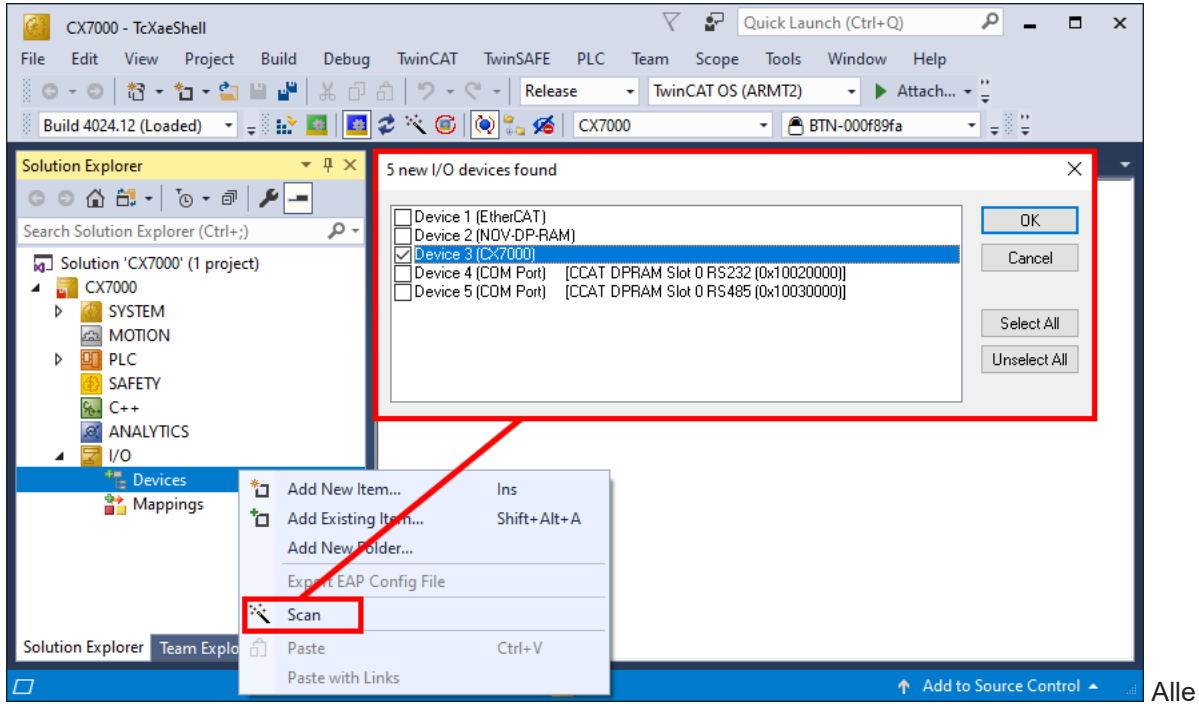 CX7000 - TcXaeShell
Quick Launch (Ctrl+Q)
File Edit View Project Build Debug TwinCAT TwinSAFE PLC Team Scope Tools Window Help
Release TwinCAT OS (ARMT2) Attach...
Build 4024.12 (Loaded) CX7000 BTN-000f89fa
Solution Explorer
Search Solution Explorer (Ctrl+;)
Solution 'CX7000' (1 project)
CX7000
SYSTEM
MOTION
PLC
SAFETY
C++
ANALYTICS
I/O
Devices
Mappings
5 new I/O devices found
Device 1 (EtherCAT)
Device 2 (NOV-DP-RAM)
Device 3 (CX7000)
Device 4 (COM Port) [CCAT DPRAM Slot 0 RS232 (0x10020000)]
Device 5 (COM Port) [CCAT DPRAM Slot 0 RS485 (0x10030000)]
OK
Cancel
Select All
Unselect All
Add New Item... Ins
Add Existing Item... Shift+Alt+A
Add New Folder...
Export EAP Config File
Scan
Paste Ctrl+V
Paste with Links
Solution Explorer Team Explo
Add to Source Control
Alle